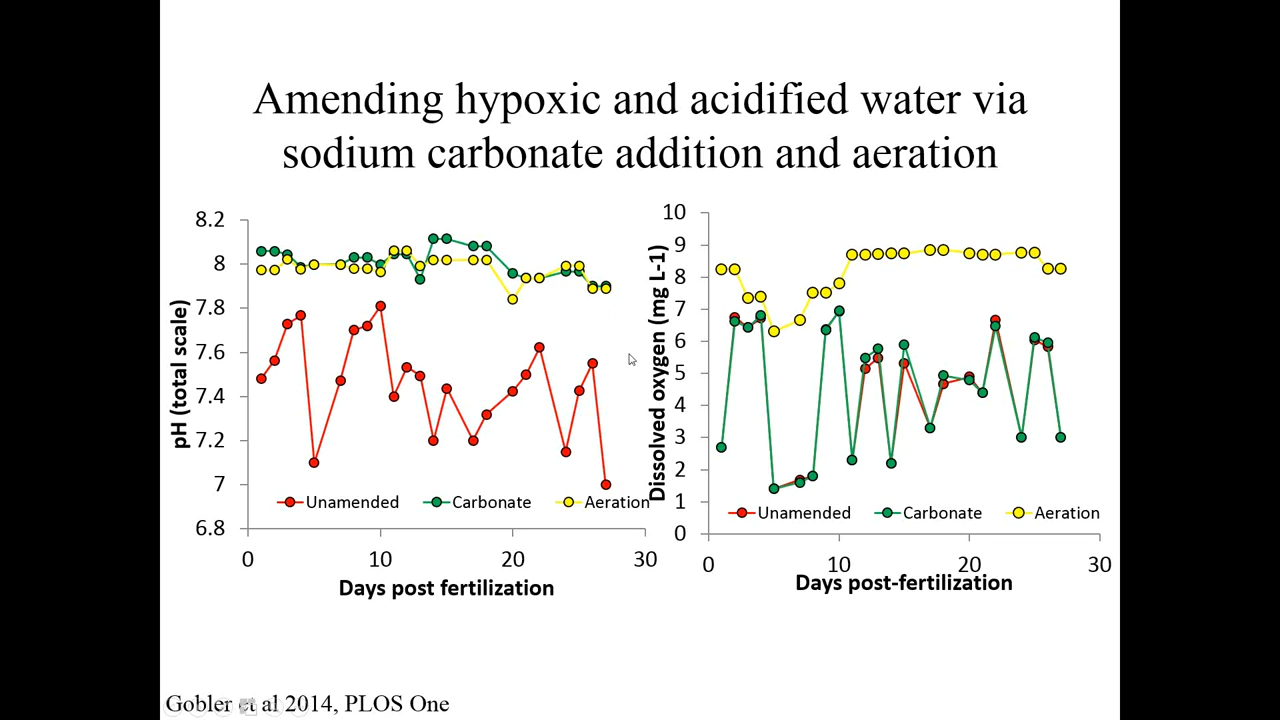 Amending hypoxic and acidified water via
sodium carbonate addition and aeration
pH (total scale)
8.2
8
7.8
7.6
7.4
7.2
7
6.8
Unamended
Carbonate
Aeration
0
10
20
30
Days post fertilization
Dissolved oxygen (mg L-1)
10
9
8
7
6
5
4
3
2
1
0
Unamended
Carbonate
Aeration
0
10
20
30
Days post-fertilization
Gobler et al 2014, PLOS One